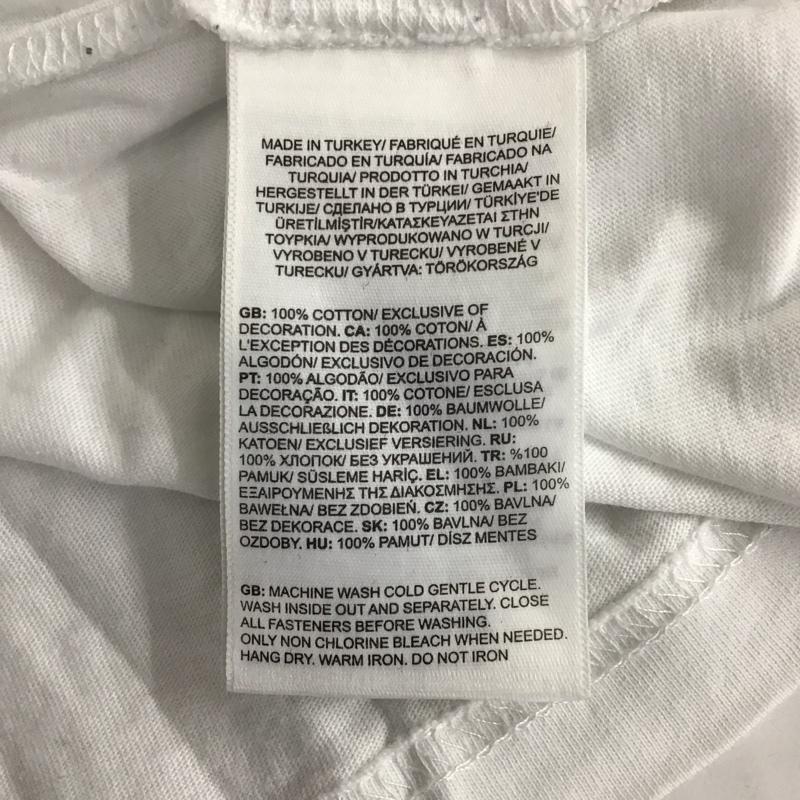 MADE IN TURKEY/ FABRIQUÉ EN TURQUIE/
FABRICADO EN TURQUÍA/ FABRICADO NA
TURQUIA/ PRODOTTO IN TURCHIA/
HERGESTELLT IN DER TÜRKEI/ GEMAAKT IN
TURKIJE/ СДЕЛАНО В ТУРЦИИ/ TÜRKİYE'DE
ÜRETİLMİŞTİR/ΚΑΤΑΣΚΕΥΑΖΕΤΑΙ ΣΤΗΝ
ΤΟΥΡΚΙΑ/ WYPRODUKOWANO W TURCJI/
VYROBENO V TURECKU/ VYROBENÉ V
TURECKU/ GYÁRTVA: TÖRÖKORSZÁG
GB: 100% COTTON/ EXCLUSIVE OF
DECORATION. CA: 100% COTON/ À
L'EXCEPTION DES DÉCORATIONS. ES: 100%
ALGODÓN/ EXCLUSIVO DE DECORACIÓN.
PT: 100% ALGODÃO/ EXCLUSIVO PARA
DECORAÇÃO. IT: 100% COTONE/ ESCLUSA
LA DECORAZIONE. DE: 100% BAUMWOLLE/
AUSSCHLIEßLICH DEKORATION. NL: 100%
KATOEN/ EXCLUSIEF VERSIERING. RU:
100% ХЛОПОК/ БЕЗ УКРАШЕНИЙ. TR: %100
PAMUK/ SÜSLEME HARİÇ. EL: 100% ΒΑΜΒΑΚΙ/
ΕΞΑΙΡΟΥΜΕΝΗΣ ΤΗΣ ΔΙΑΚΟΣΜΗΣΗΣ. PL: 100%
BAWEŁNA/ BEZ ZDOBIEŃ. CZ: 100% BAVLNA/
BEZ DEKORACE. SK: 100% BAVLNA/ BEZ
OZDOBY. HU: 100% PAMUT/ DÍSZ MENTES
GB: MACHINE WASH COLD GENTLE CYCLE.
WASH INSIDE OUT AND SEPARATELY. CLOSE
ALL FASTENERS BEFORE WASHING.
ONLY NON CHLORINE BLEACH WHEN NEEDED.
HANG DRY. WARM IRON. DO NOT IRON